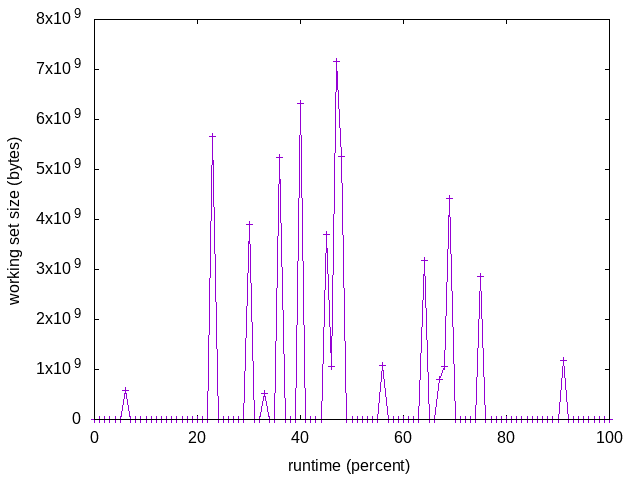 8x10^9
7x10^9
6x10^9
5x10^9
4x10^9
3x10^9
2x10^9
1x10^9
0
working set size (bytes)
0 20 40 60 80 100
runtime (percent)